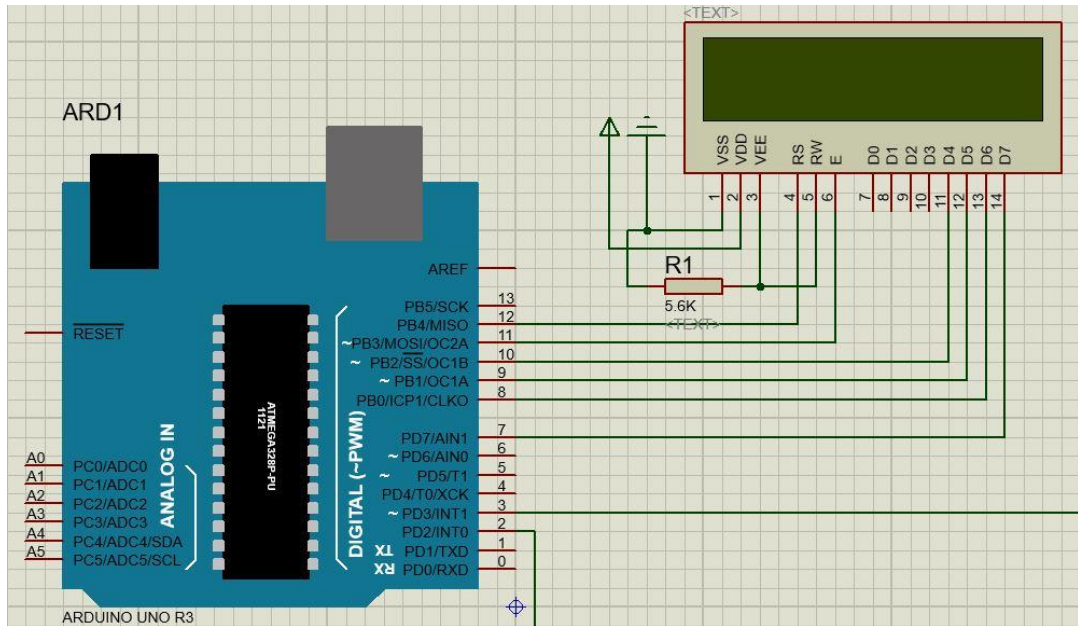 <TEXT>
ARD1
VSS
VDD
VEE
RS
RW
E
D0
D1
D2
D3
D4
D5
D6
D7
1
2
3
4
5
6
7
8
9
10
11
12
13
14
R1
5.6K
<TEXT>
AREF
PB5/SCK 13
PB4/MISO 12
~PB3/MOSI/OC2A 11
~ PB2/SS/OC1B 10
~ PB1/OC1A 9
PB0/ICP1/CLKO 8
PD7/AIN1 7
~ PD6/AIN0 6
~ PD5/T1 5
PD4/T0/XCK 4
~ PD3/INT1 3
PD2/INT0 2
TX PD1/TXD 1
RX PD0/RXD 0
RESET
ATMEGA328P-PU
1121
DIGITAL (~PWM)
ANALOG IN
A0 PC0/ADC0
A1 PC1/ADC1
A2 PC2/ADC2
A3 PC3/ADC3
A4 PC4/ADC4/SDA
A5 PC5/ADC5/SCL
ARDUINO UNO R3